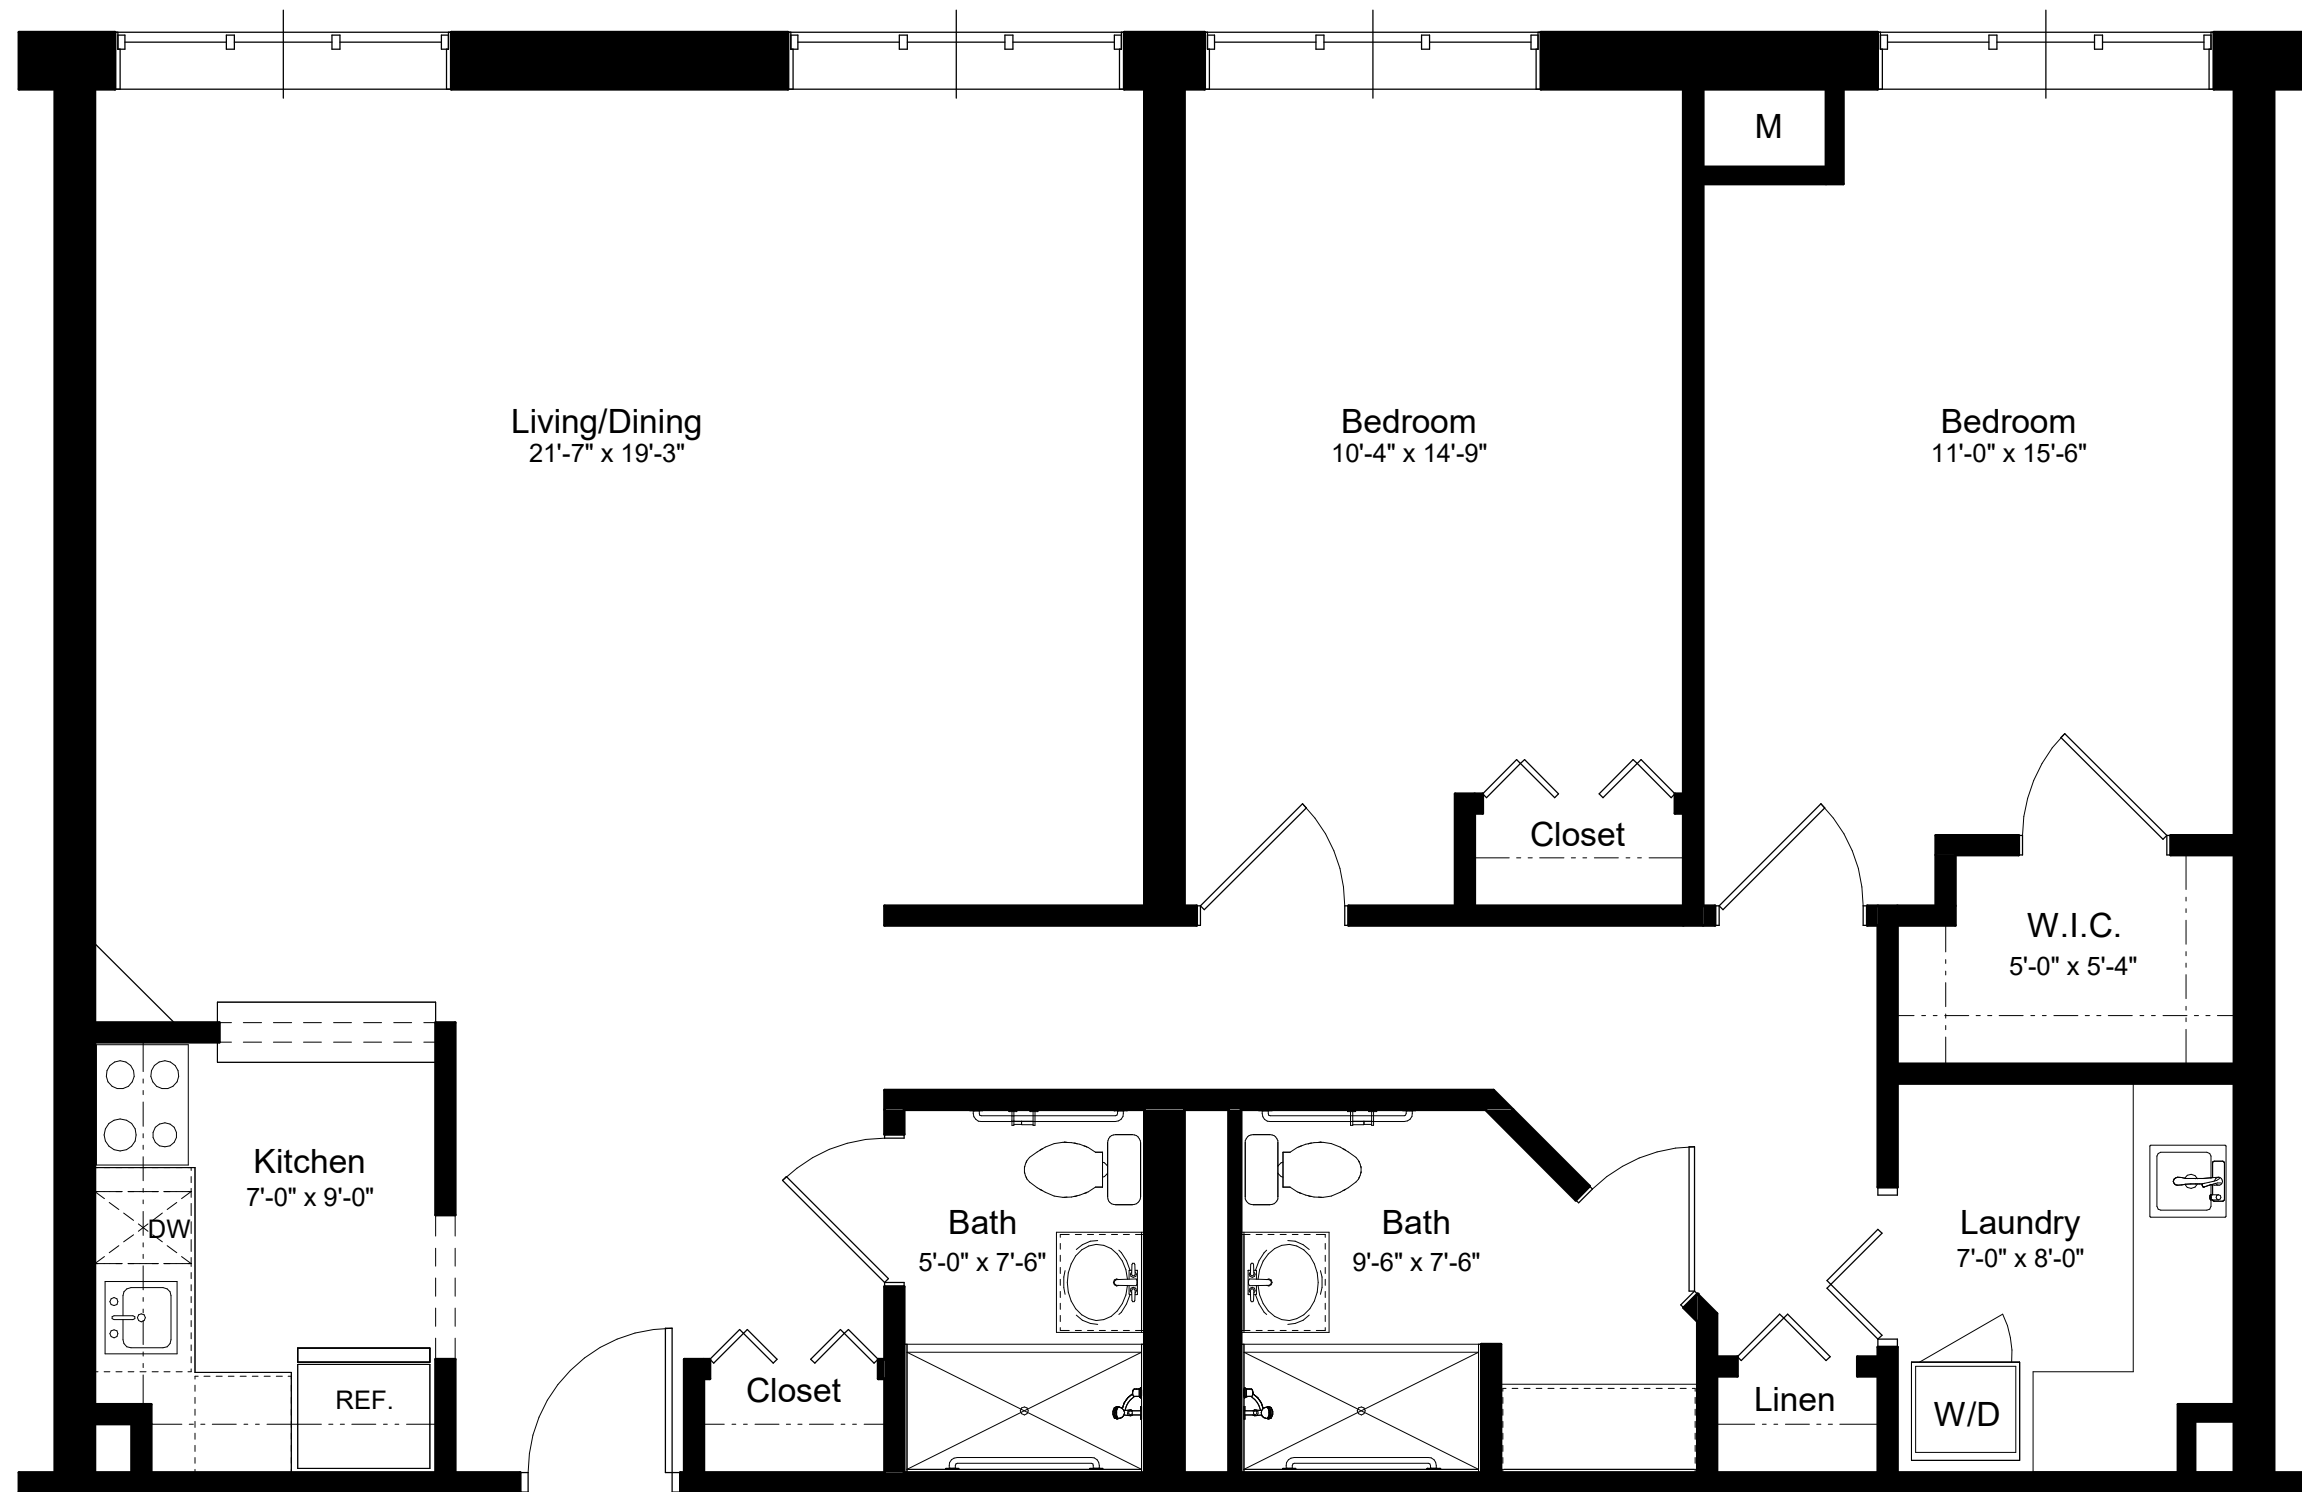 M
Living/Dining
21'-7" x 19'-3"
Bedroom
10'-4" x 14'-9"
Bedroom
11'-0" x 15'-6"
Closet
W.I.C.
5'-0" x 5'-4"
Kitchen
7'-0" x 9'-0"
DW
Bath
5'-0" x 7'-6"
Bath
9'-6" x 7'-6"
Laundry
7'-0" x 8'-0"
REF.
Closet
Linen
W/D